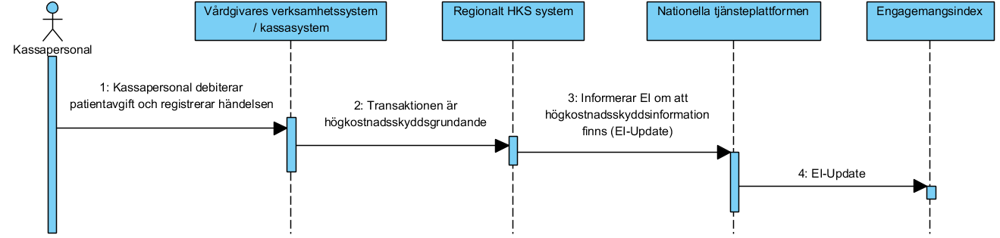 Vårdgivares verksamhetssystem
/ kassasystem
Regionalt HKS system
Nationella tjänsteplattformen
Engagemangsindex
Kassapersonal
1: Kassapersonal debiterar
patientavgift och registrerar händelsen
2: Transaktionen är
högkostnadsskyddsgrundande
3: Informerar EI om att
högkostnadsskyddsinformation
finns (EI-Update)
4: EI-Update